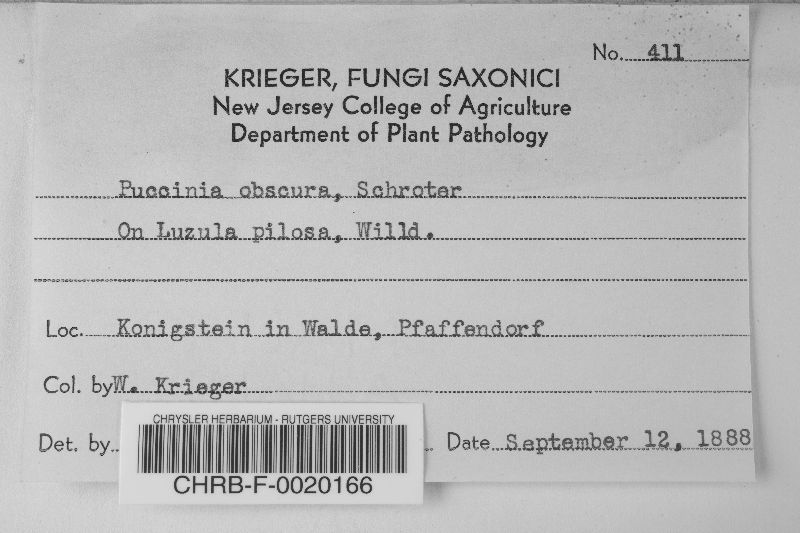 No. 411
KRIEGER, FUNGI SAXONICI
New Jersey College of Agriculture
Department of Plant Pathology
Puccinia obscura, Schroter
On Luzula pilosa, Willd.
Loc. Konigstein in Walde, Pfaffendorf
Col. by W. Krieger
Det. by Date September 12, 1888
CHRYSLER HERBARIUM - RUTGERS UNIVERSITY
CHRB-F-0020166